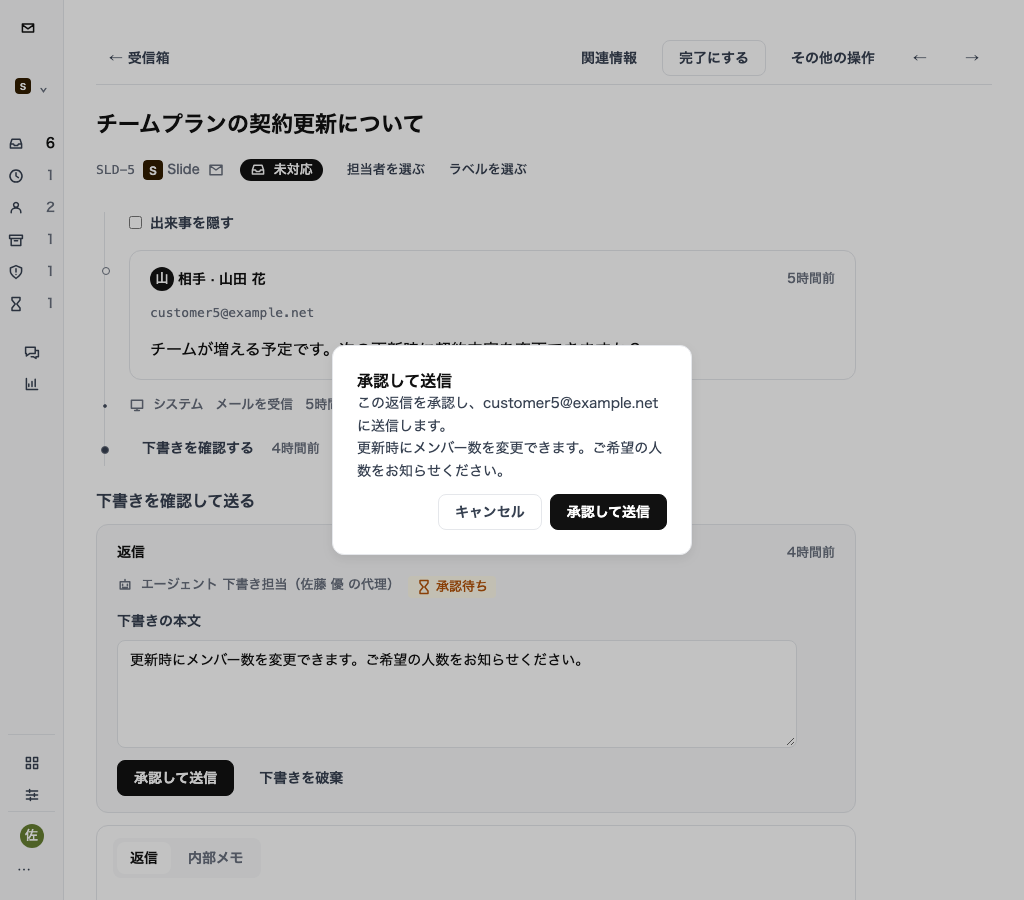 ← 受信箱
関連情報
完了にする
その他の操作
←
→
S
チームプランの契約更新について
6
1
2
1
1
1
SLD-5
S Slide
未対応
担当者を選ぶ
ラベルを選ぶ
出来事を隠す
山 相手 · 山田 花
5時間前
customer5@example.net
チームが増える予定です。
システム メールを受信 5時間
下書きを確認する 4時間前
承認して送信
この返信を承認し、customer5@example.net
に送信します。
更新時にメンバー数を変更できます。ご希望の人
数をお知らせください。
キャンセル
承認して送信
下書きを確認して送る
返信
4時間前
エージェント 下書き担当（佐藤 優 の代理）
承認待ち
下書きの本文
更新時にメンバー数を変更できます。ご希望の人数をお知らせください。
承認して送信
下書きを破棄
佐
…
返信
内部メモ